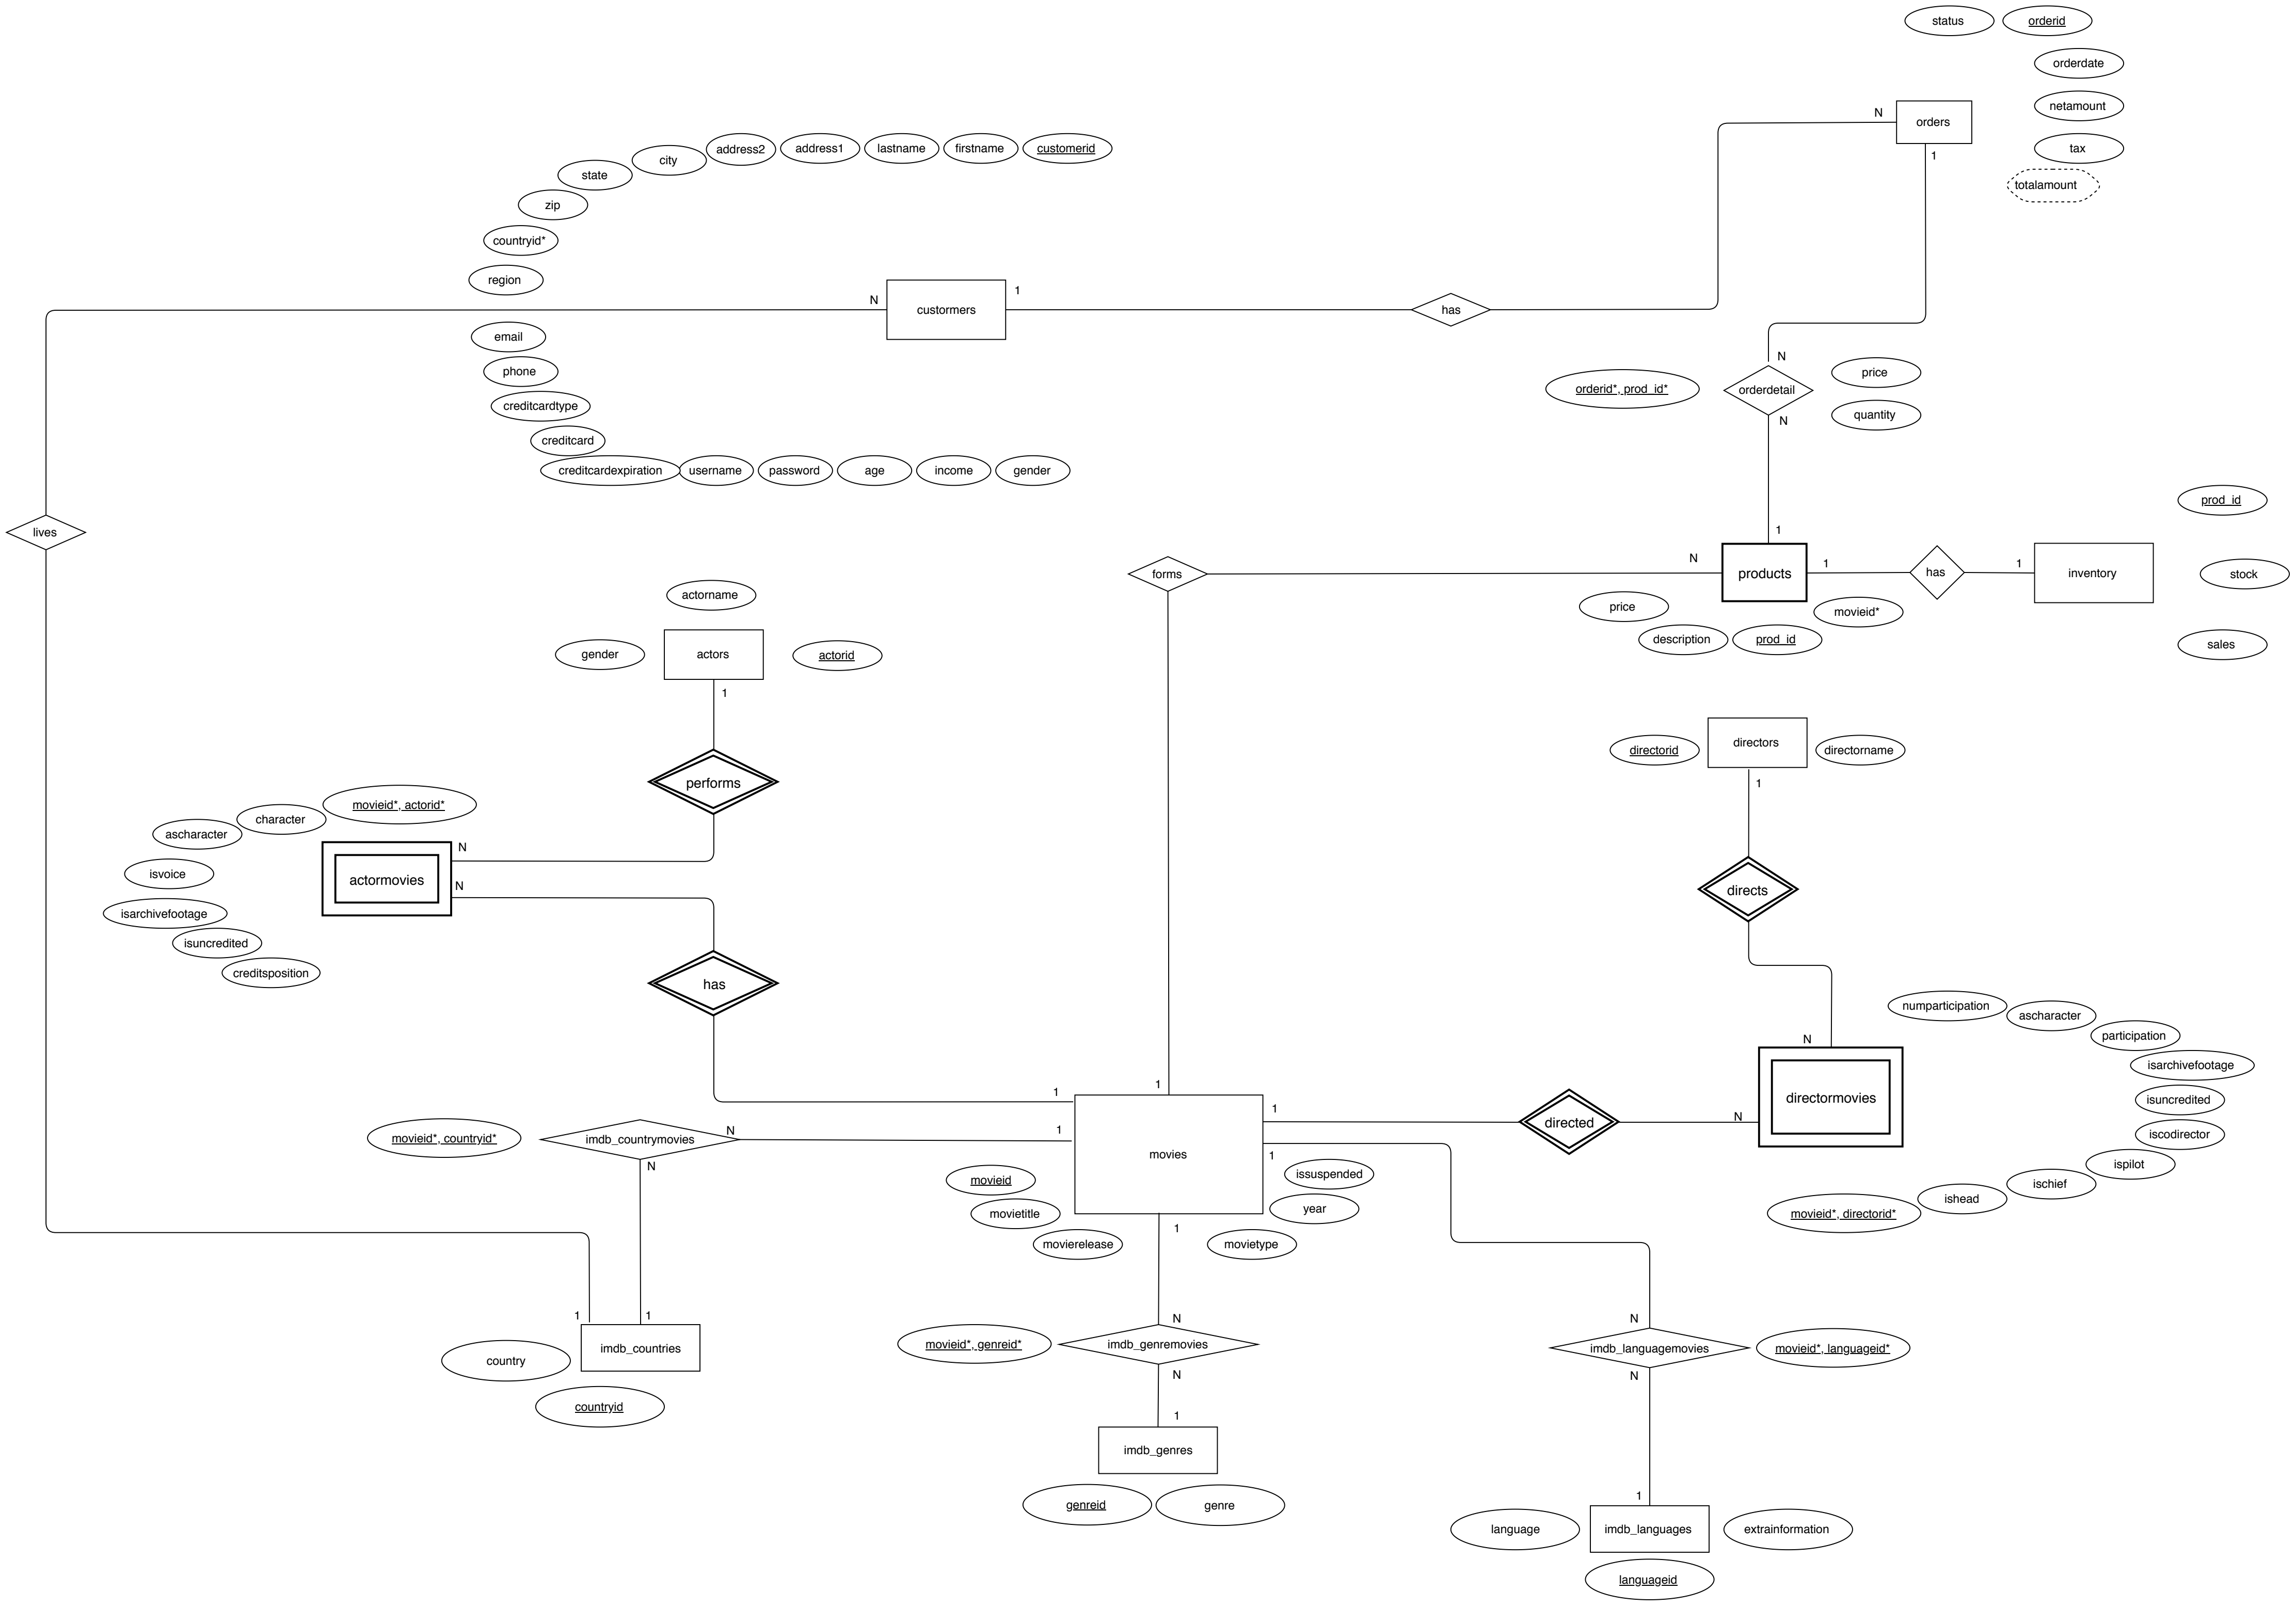 status
orderid
orderdate
N
orders
netamount
1
tax
totalamount
address2
address1
lastname
firstname
customerid
city
state
zip
countryid*
region
N
custormers
1
has
email
phone
creditcardtype
creditcard
creditcardexpiration
username
password
age
income
gender
N
orderid*, prod_id*
orderdetail
price
quantity
N
prod_id
lives
1
forms
N
products
1
has
1
inventory
stock
price
movieid*
description
prod_id
sales
actorname
gender
actors
actorid
1
directorid
directors
directorname
1
performs
movieid*, actorid*
character
ascharacter
N
isvoice
actormovies
N
isarchivefootage
isuncredited
creditsposition
has
directs
numparticipation
ascharacter
participation
N
isarchivefootage
directormovies
isuncredited
iscodirector
ispilot
ischief
ishead
movieid*, directorid*
1
1
1
directed
N
movieid*, countryid*
imdb_countrymovies
N
1
N
movies
1
movieid
issuspended
movietitle
year
movierelease
movietype
1
1
1
country
imdb_countries
countryid
N
movieid*, genreid*
imdb_genremovies
N
1
imdb_genres
genreid
genre
N
imdb_languagemovies
movieid*, languageid*
N
1
language
imdb_languages
extrainformation
languageid